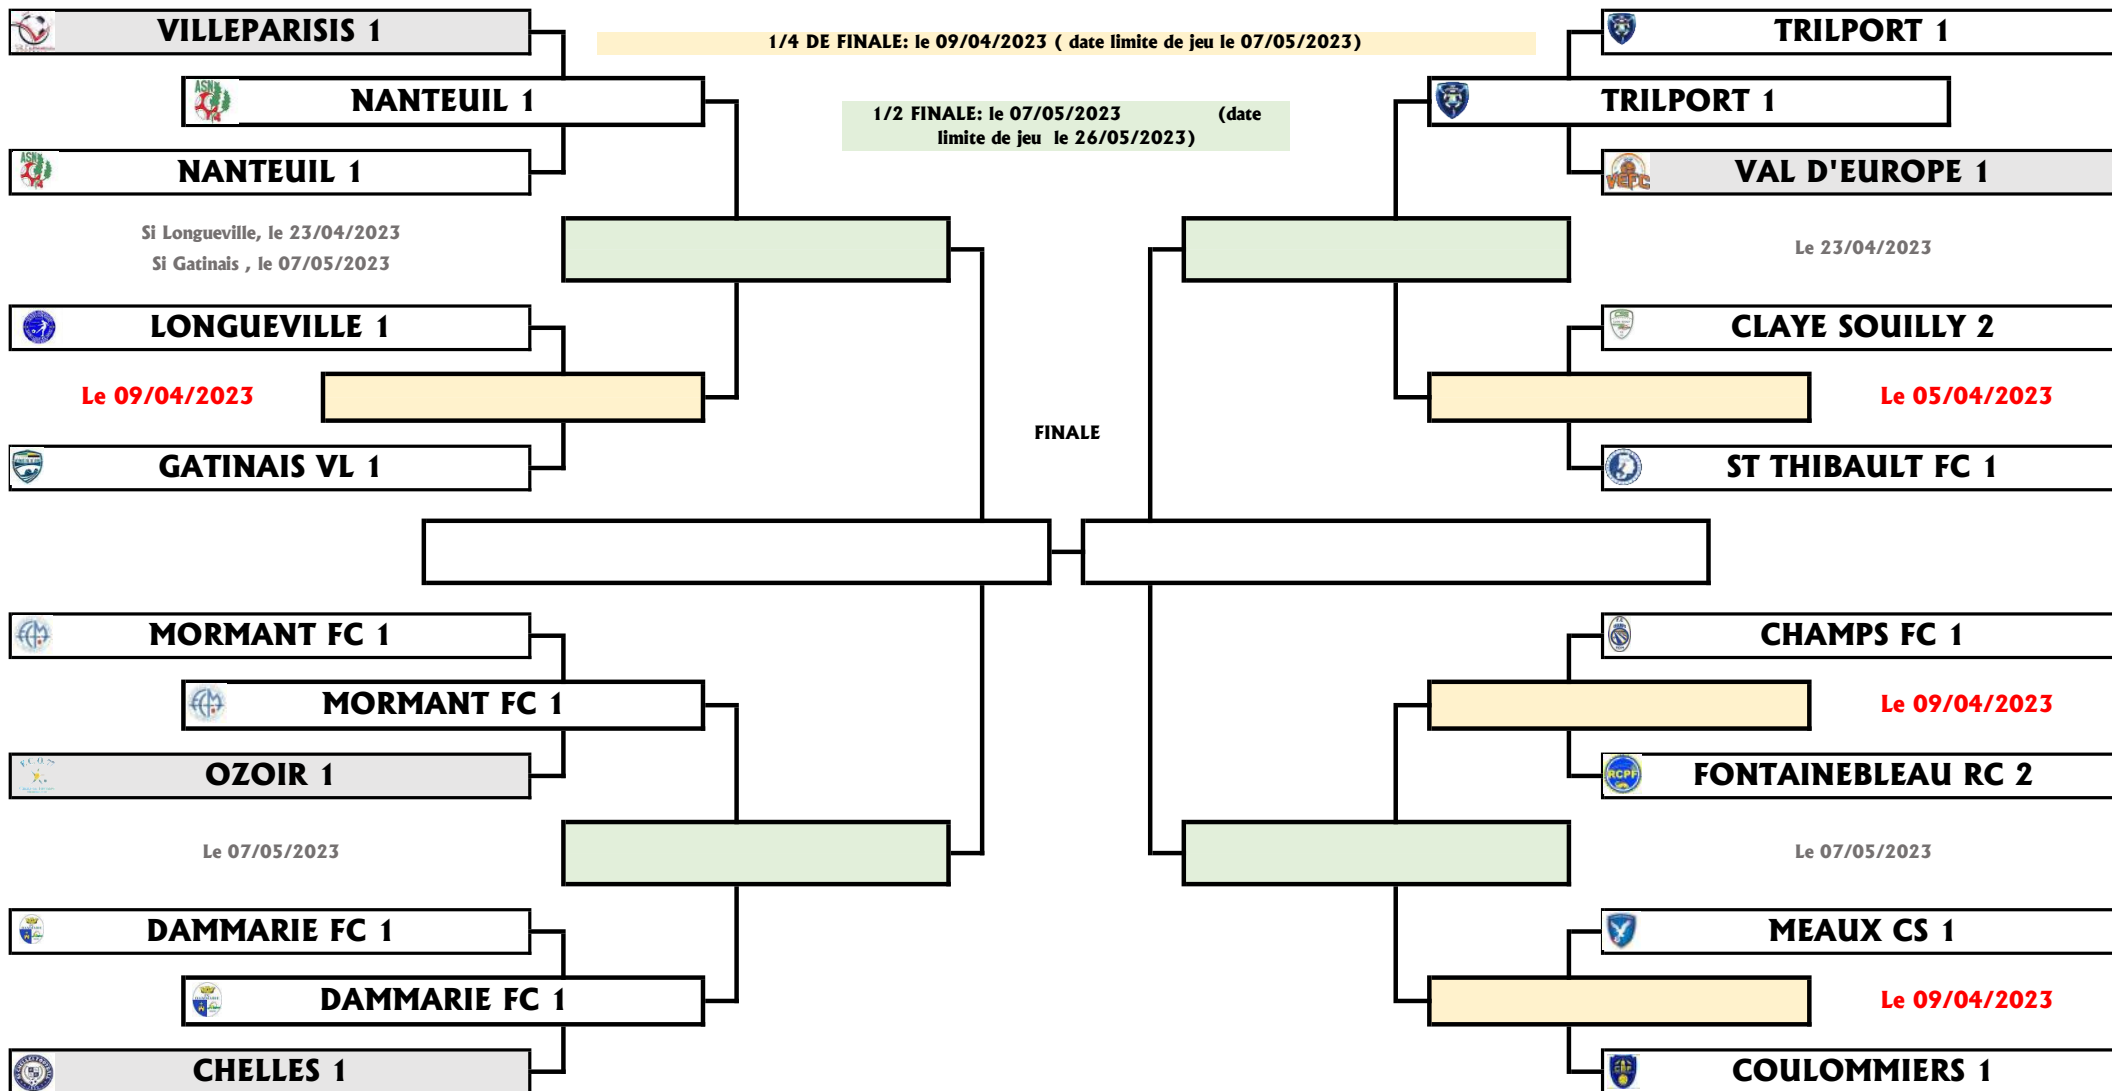 VILLEPARISIS 1
1/4 DE FINALE: le 09/04/2023 ( date limite de jeu le 07/05/2023)
TRILPORT 1
ASN
NANTEUIL 1
1/2 FINALE: le 07/05/2023 (date
limite de jeu le 26/05/2023)
TRILPORT 1
ASN
NANTEUIL 1
VEFC
VAL D'EUROPE 1
Si Longueville, le 23/04/2023
Si Gatinais , le 07/05/2023
Le 23/04/2023
LONGUEVILLE 1
CLAYE SOUILLY 2
Le 09/04/2023
Le 05/04/2023
FINALE
GATINAIS VL 1
ST THIBAULT FC 1
MORMANT FC 1
CHAMPS FC 1
MORMANT FC 1
Le 09/04/2023
OZOIR 1
RCPF
FONTAINEBLEAU RC 2
Le 07/05/2023
Le 07/05/2023
DAMMARIE FC 1
MEAUX CS 1
DAMMARIE FC 1
Le 09/04/2023
CHELLES 1
COULOMMIERS 1